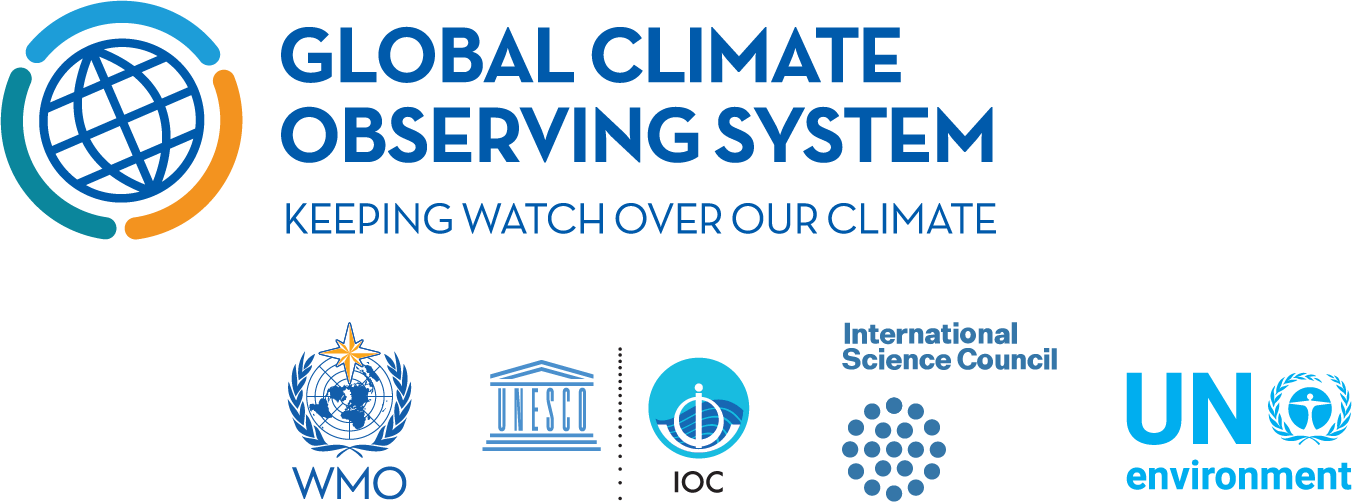 GLOBAL CLIMATE
OBSERVING SYSTEM
KEEPING WATCH OVER OUR CLIMATE
WMO
UNESCO
IOC
International
Science Council
UN
environment